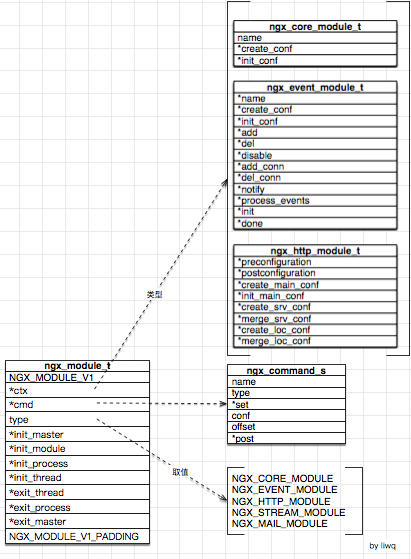 ngx_core_module_t
name
*create_conf
*init_conf
ngx_event_module_t
*name
*create_conf
*init_conf
*add
*del
*disable
*add_conn
*del_conn
*notify
*process_events
*init
*done
ngx_http_module_t
*preconfiguration
*postconfiguration
*create_main_conf
*init_main_conf
*create_srv_conf
*merge_srv_conf
*create_loc_conf
*merge_loc_conf
类型
ngx_module_t
NGX_MODULE_V1
*ctx
*cmd
type
*init_master
*init_module
*init_process
*init_thread
*exit_thread
*exit_process
*exit_master
NGX_MODULE_V1_PADDING
ngx_command_s
name
type
*set
conf
offset
*post
取值
NGX_CORE_MODULE
NGX_EVENT_MODULE
NGX_HTTP_MODULE
NGX_STREAM_MODULE
NGX_MAIL_MODULE
by liwq